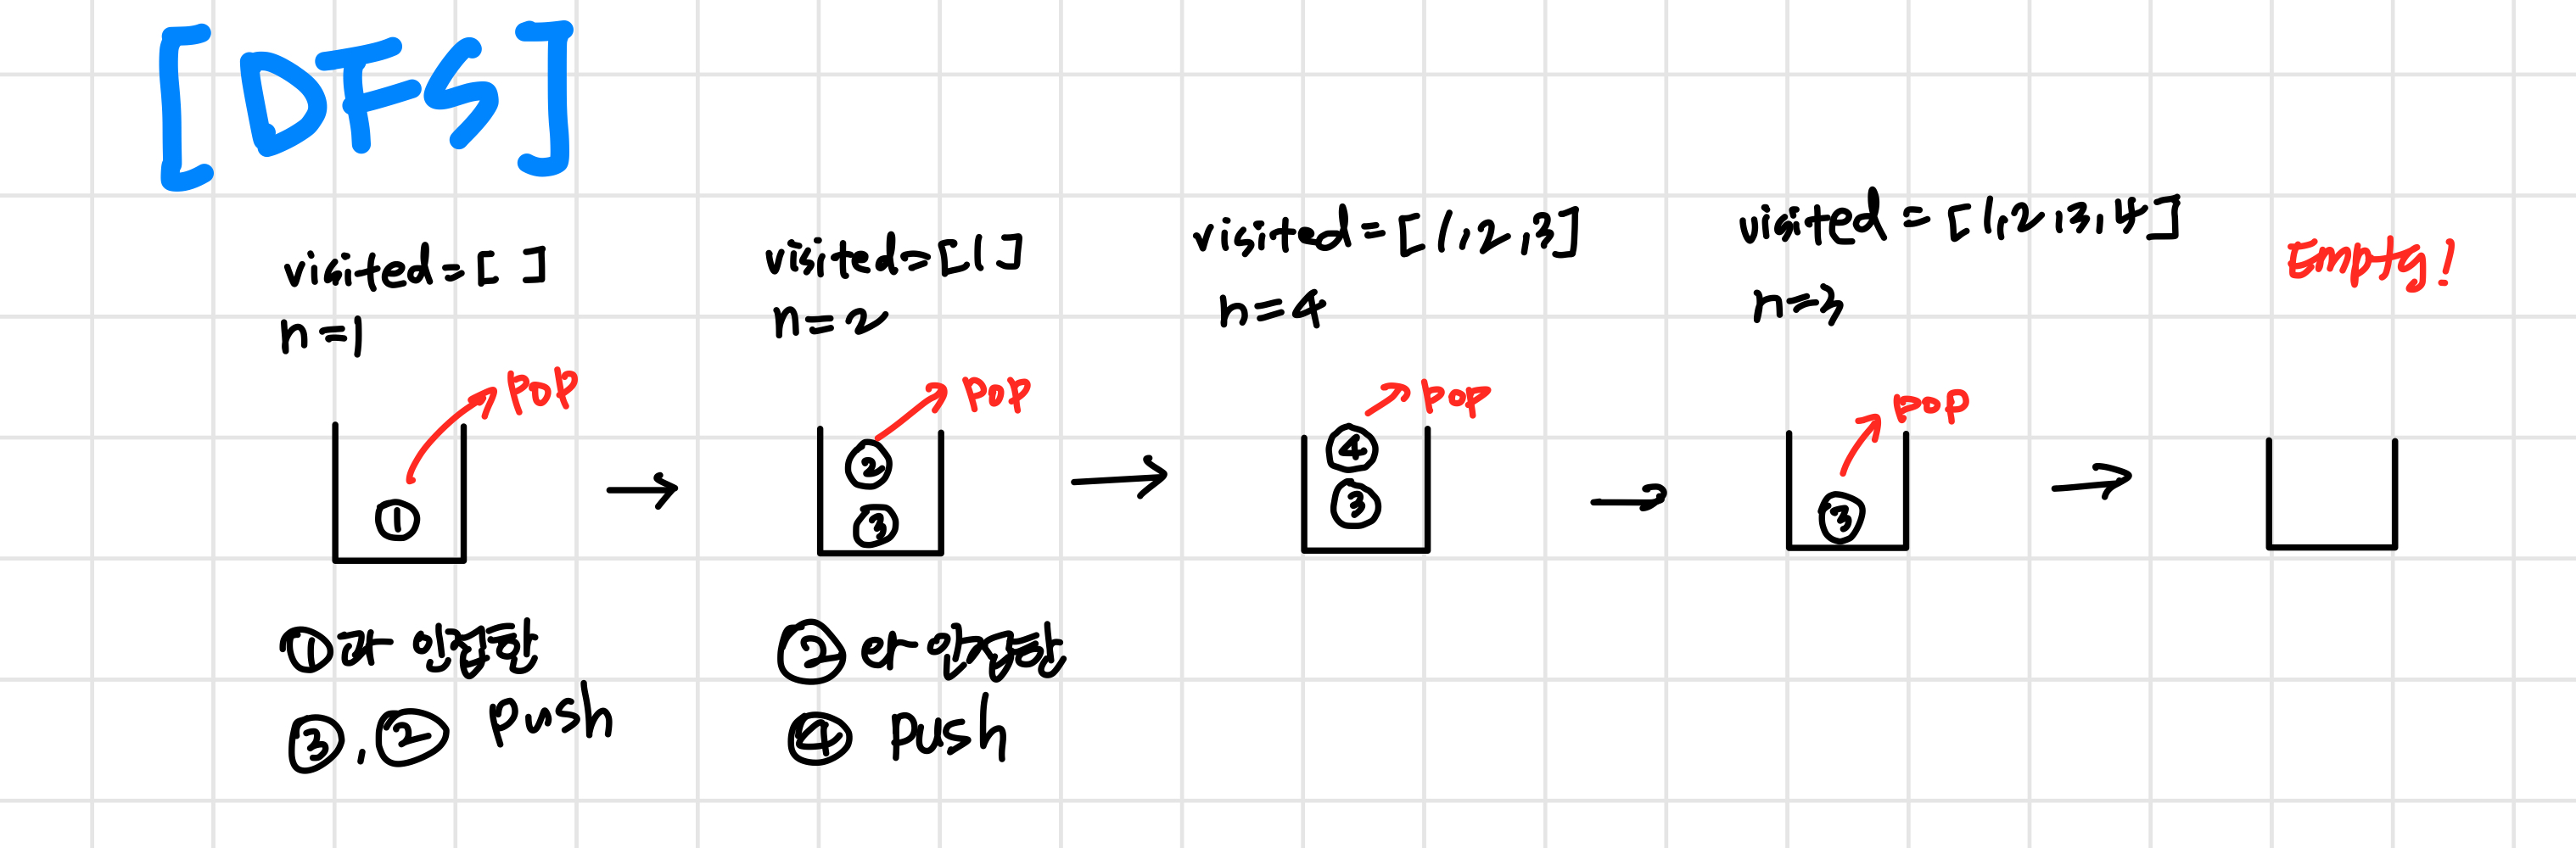 [DFS]
visited=[ ]
n=1
pop
①
①과 인접한
③, ② push
visited=[1]
n=2
pop
②
③
②와 인접한
④ push
visited=[1,2,3]
n=4
pop
④
③
visited=[1,2,3,4]
n=3
pop
③
Empty!